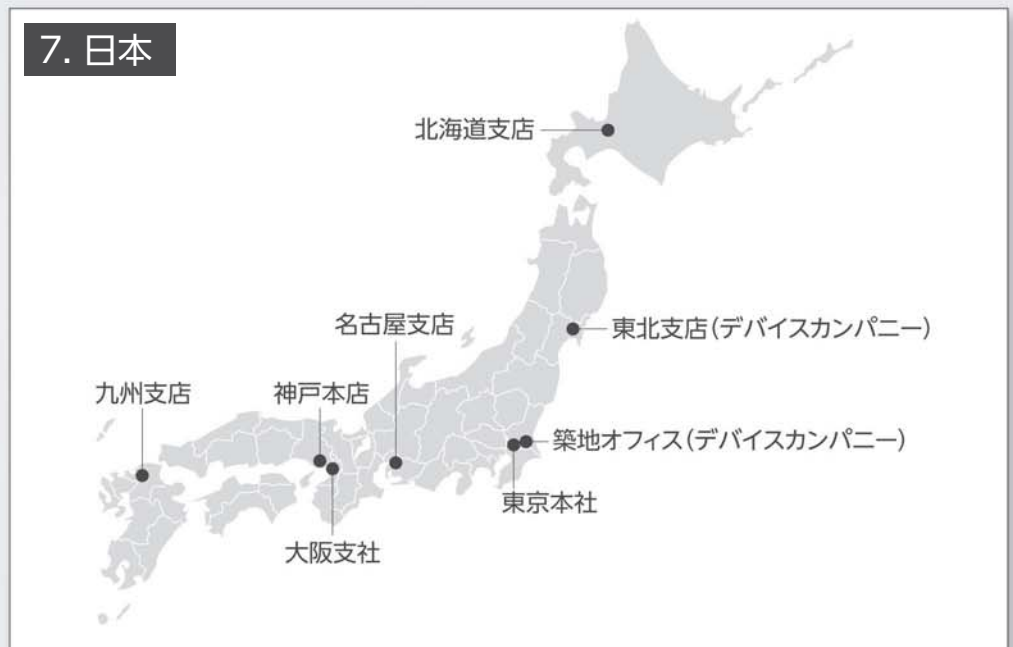 7. 日本
北海道支店
名古屋支店
東北支店(デバイスカンパニー)
九州支店
神戸本店
築地オフィス(デバイスカンパニー)
東京本社
大阪支社